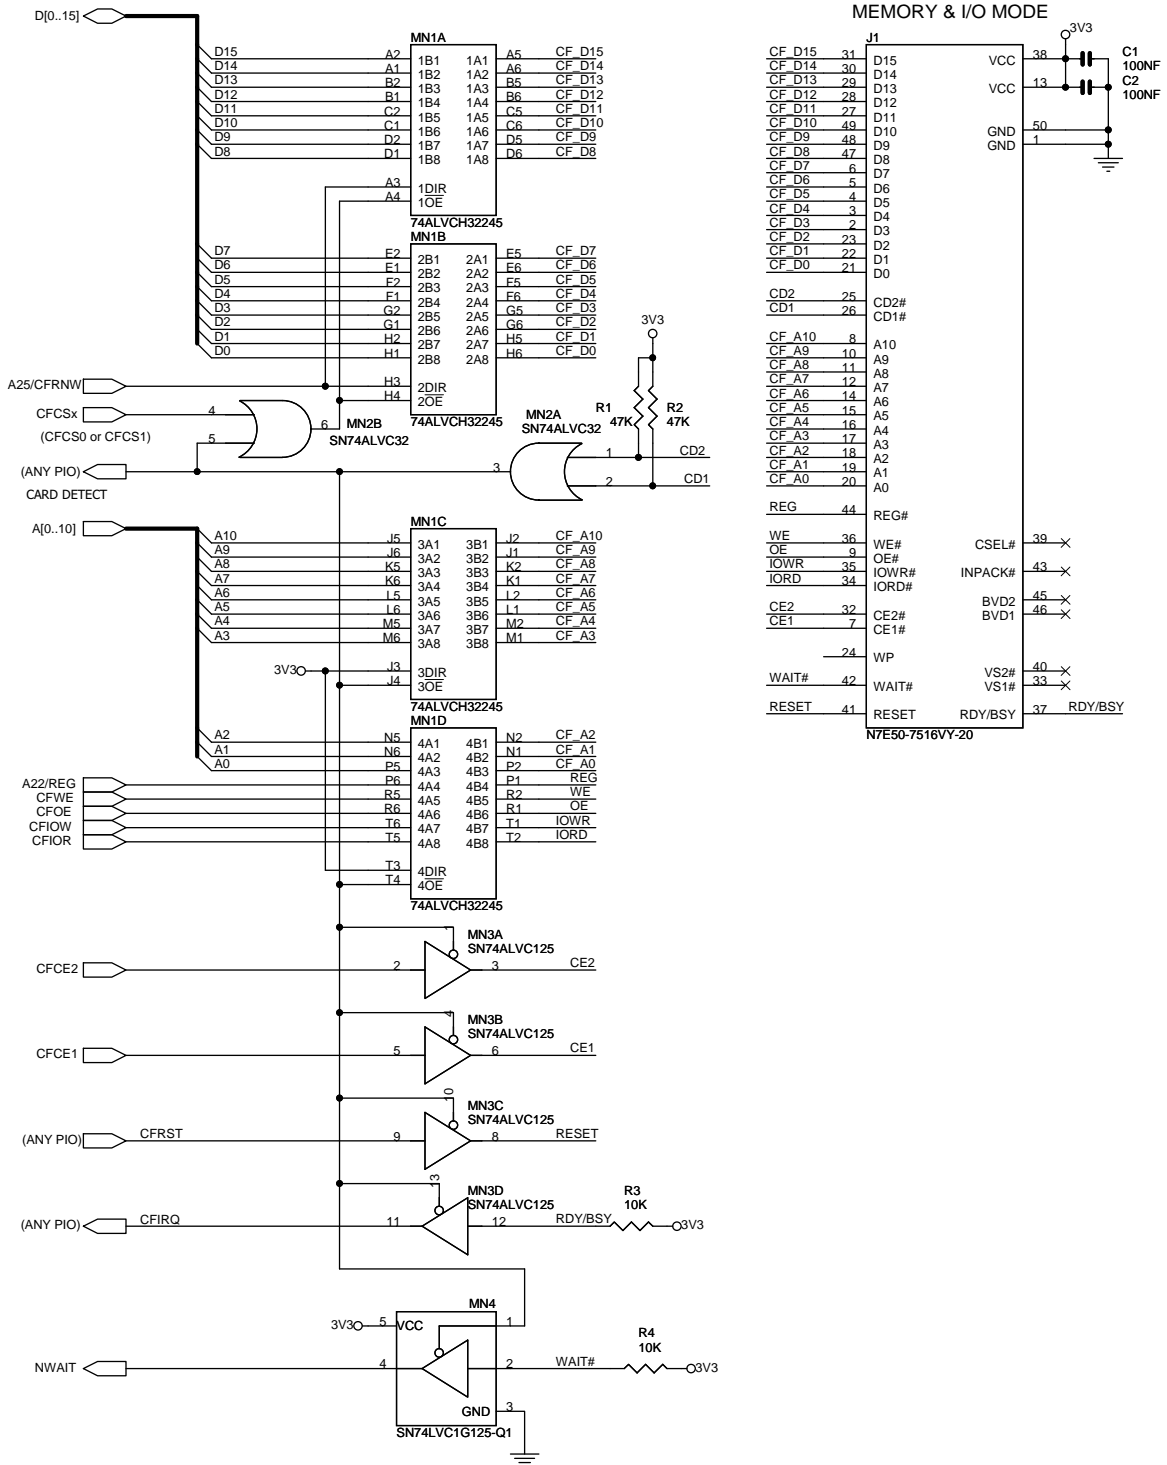 MEMORY & I/O MODE
D[0..15]
MN1A
D15 A2 1B1 1A1 A5 CF_D15
D14 A1 1B2 1A2 A6 CF_D14
D13 B2 1B3 1A3 B5 CF_D13
D12 B1 1B4 1A4 B6 CF_D12
D11 C2 1B5 1A5 C5 CF_D11
D10 C1 1B6 1A6 C6 CF_D10
D9 D2 1B7 1A7 D5 CF_D9
D8 D1 1B8 1A8 D6 CF_D8
A3 1DIR
A4 1OE
74ALVCH32245
MN1B
D7 E2 2B1 2A1 E5 CF_D7
D6 E1 2B2 2A2 E6 CF_D6
D5 F2 2B3 2A3 F5 CF_D5
D4 F1 2B4 2A4 F6 CF_D4
D3 G2 2B5 2A5 G5 CF_D3
D2 G1 2B6 2A6 G6 CF_D2
D1 H2 2B7 2A7 H5 CF_D1
D0 H1 2B8 2A8 H6 CF_D0
A25/CFRNW H3 2DIR
H4 2OE
74ALVCH32245
CFCSx 4
(CFCS0 or CFCS1) 5
6 MN2B
SN74ALVC32
3V3
R1
47K
R2
47K
MN2A
SN74ALVC32
1 CD2
2 CD1
3
(ANY PIO)
CARD DETECT
A[0..10]
MN1C
A10 J5 3A1 3B1 J2 CF_A10
A9 J6 3A2 3B2 J1 CF_A9
A8 K5 3A3 3B3 K2 CF_A8
A7 K6 3A4 3B4 K1 CF_A7
A6 L5 3A5 3B5 L2 CF_A6
A5 L6 3A6 3B6 L1 CF_A5
A4 M5 3A7 3B7 M2 CF_A4
A3 M6 3A8 3B8 M1 CF_A3
3V3 J3 3DIR
J4 3OE
74ALVCH32245
MN1D
A2 N5 4A1 4B1 N2 CF_A2
A1 N6 4A2 4B2 N1 CF_A1
A0 P5 4A3 4B3 P2 CF_A0
A22/REG P6 4A4 4B4 P1 REG
CFWE R5 4A5 4B5 R2 WE
CFOE R6 4A6 4B6 R1 OE
CFIOW T6 4A7 4B7 T1 IOWR
CFIOR T5 4A8 4B8 T2 IORD
T3 4DIR
T4 4OE
74ALVCH32245
1 MN3A
SN74ALVC125
CFCE2 2 3 CE2
4 MN3B
SN74ALVC125
CFCE1 5 6 CE1
10 MN3C
SN74ALVC125
(ANY PIO) CFRST 9 8 RESET
13 MN3D
SN74ALVC125
R3
10K
(ANY PIO) CFIRQ 11 12 RDY/BSY 3V3
MN4
3V3 5 VCC 1
R4
10K
NWAIT 4 2 WAIT# 3V3
GND 3
SN74LVC1G125-Q1
J1
3V3
CF_D15 31 D15 VCC 38
C1
100NF
CF_D14 30 D14
CF_D13 29 D13 VCC 13
C2
100NF
CF_D12 28 D12
CF_D11 27 D11
CF_D10 49 D10 GND 50
CF_D9 48 D9 GND 1
CF_D8 47 D8
CF_D7 6 D7
CF_D6 5 D6
CF_D5 4 D5
CF_D4 3 D4
CF_D3 2 D3
CF_D2 23 D2
CF_D1 22 D1
CF_D0 21 D0
CD2 25 CD2#
CD1 26 CD1#
CF_A10 8 A10
CF_A9 10 A9
CF_A8 11 A8
CF_A7 12 A7
CF_A6 14 A6
CF_A5 15 A5
CF_A4 16 A4
CF_A3 17 A3
CF_A2 18 A2
CF_A1 19 A1
CF_A0 20 A0
REG 44 REG#
WE 36 WE# CSEL# 39
OE 9 OE#
IOWR 35 IOWR# INPACK# 43
IORD 34 IORD#
BVD2 45
CE2 32 CE2# BVD1 46
CE1 7 CE1#
24 WP
VS2# 40
WAIT# 42 WAIT# VS1# 33
RESET 41 RESET RDY/BSY 37 RDY/BSY
N7E50-7516VY-20